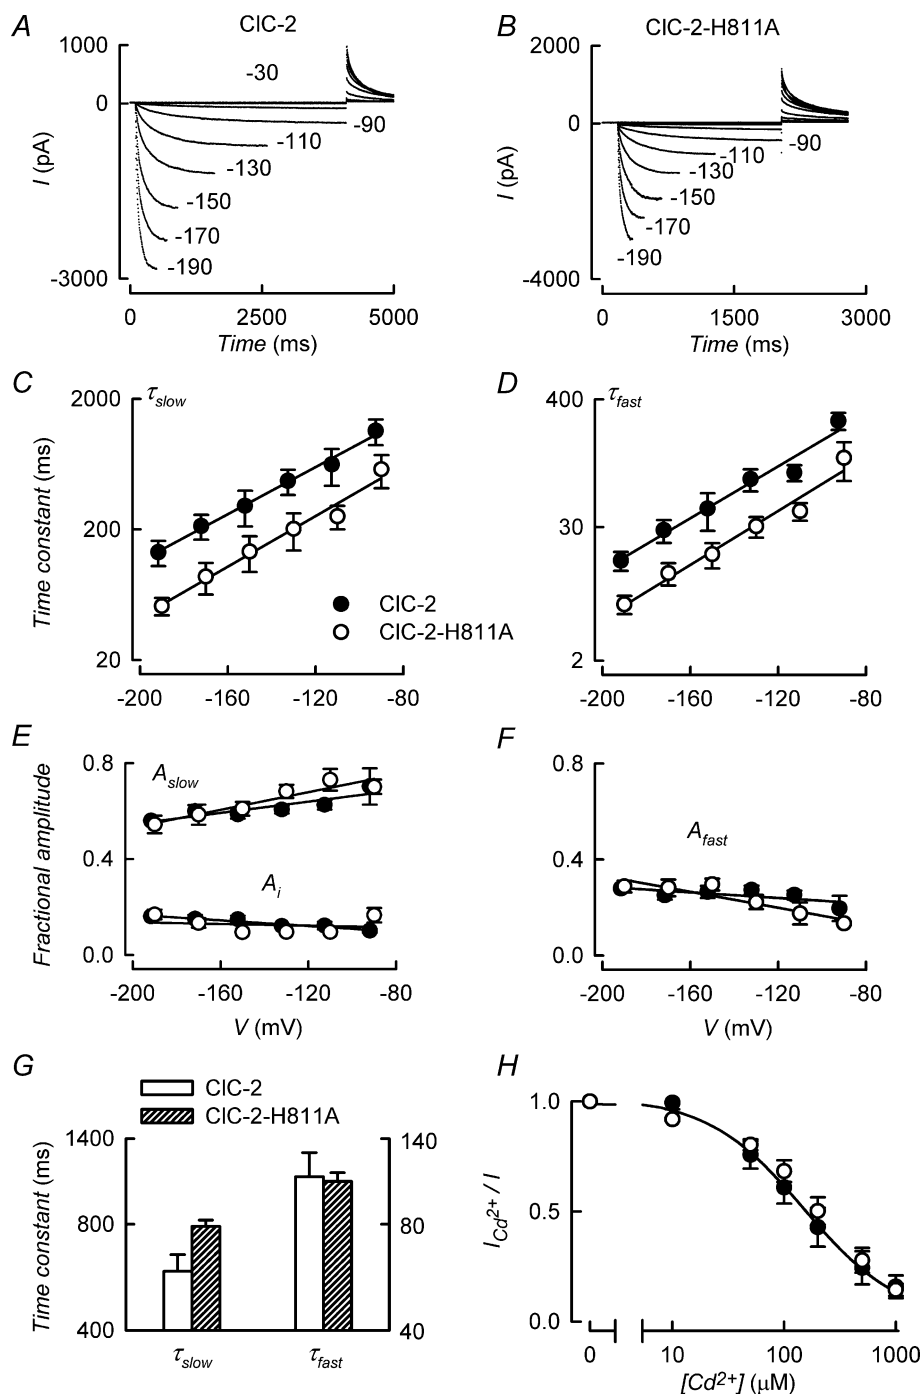 A
ClC-2
B
ClC-2-H811A
1000
0
-3000
I (pA)
-30
-90
-110
-130
-150
-170
-190
0
2500
5000
Time (ms)
2000
0
-4000
I (pA)
-90
-110
-130
-150
-170
-190
0
1500
3000
Time (ms)
C
τslow
D
τfast
2000
200
20
Time constant (ms)
ClC-2
ClC-2-H811A
-200
-160
-120
-80
400
30
2
-200
-160
-120
-80
E
F
0.8
0.4
0.0
Fractional amplitude
Aslow
Ai
-200
-160
-120
-80
V (mV)
0.8
0.4
0.0
Afast
-200
-160
-120
-80
V (mV)
G
H
ClC-2
ClC-2-H811A
1400
800
400
Time constant (ms)
140
80
40
τslow
τfast
1.0
0.5
0.0
ICd2+ / I
0
10
100
1000
[Cd2+] (μM)